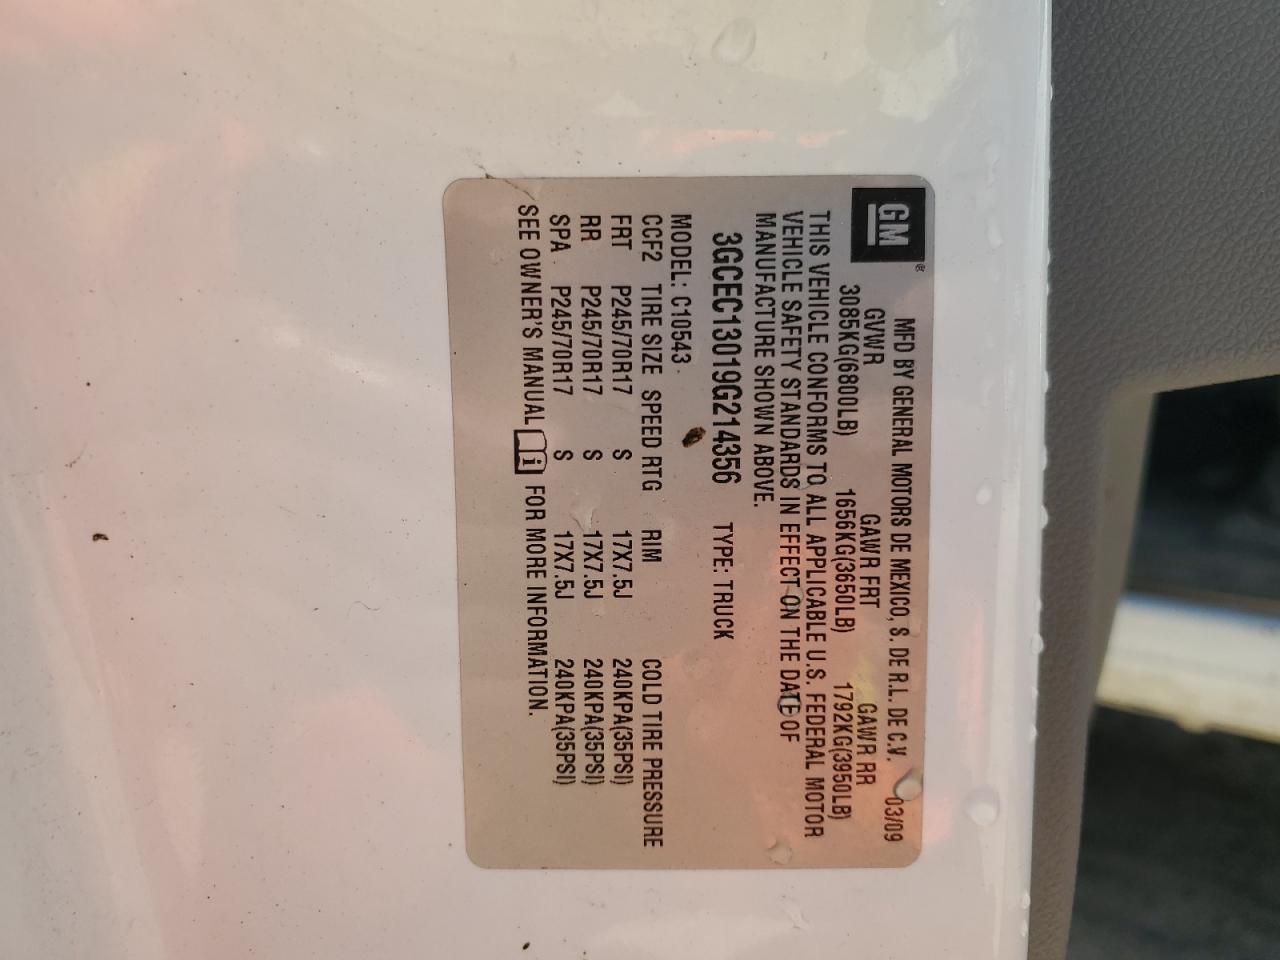 GM
MFD BY GENERAL MOTORS DE MEXICO, S. DE R.L. DE C.V. 03/09
GVWR GAWR FRT GAWR RR
3085KG(6800LB) 1656KG(3650LB) 1792KG(3950LB)
THIS VEHICLE CONFORMS TO ALL APPLICABLE U.S. FEDERAL MOTOR
VEHICLE SAFETY STANDARDS IN EFFECT ON THE DATE OF
MANUFACTURE SHOWN ABOVE.
3GCEC13019G214356 TYPE: TRUCK
MODEL: C10543
CCF2 TIRE SIZE SPEED RTG RIM COLD TIRE PRESSURE
FRT P245/70R17 S 17X7.5J 240KPA(35PSI)
RR P245/70R17 S 17X7.5J 240KPA(35PSI)
SPA P245/70R17 S 17X7.5J 240KPA(35PSI)
SEE OWNER'S MANUAL i FOR MORE INFORMATION.